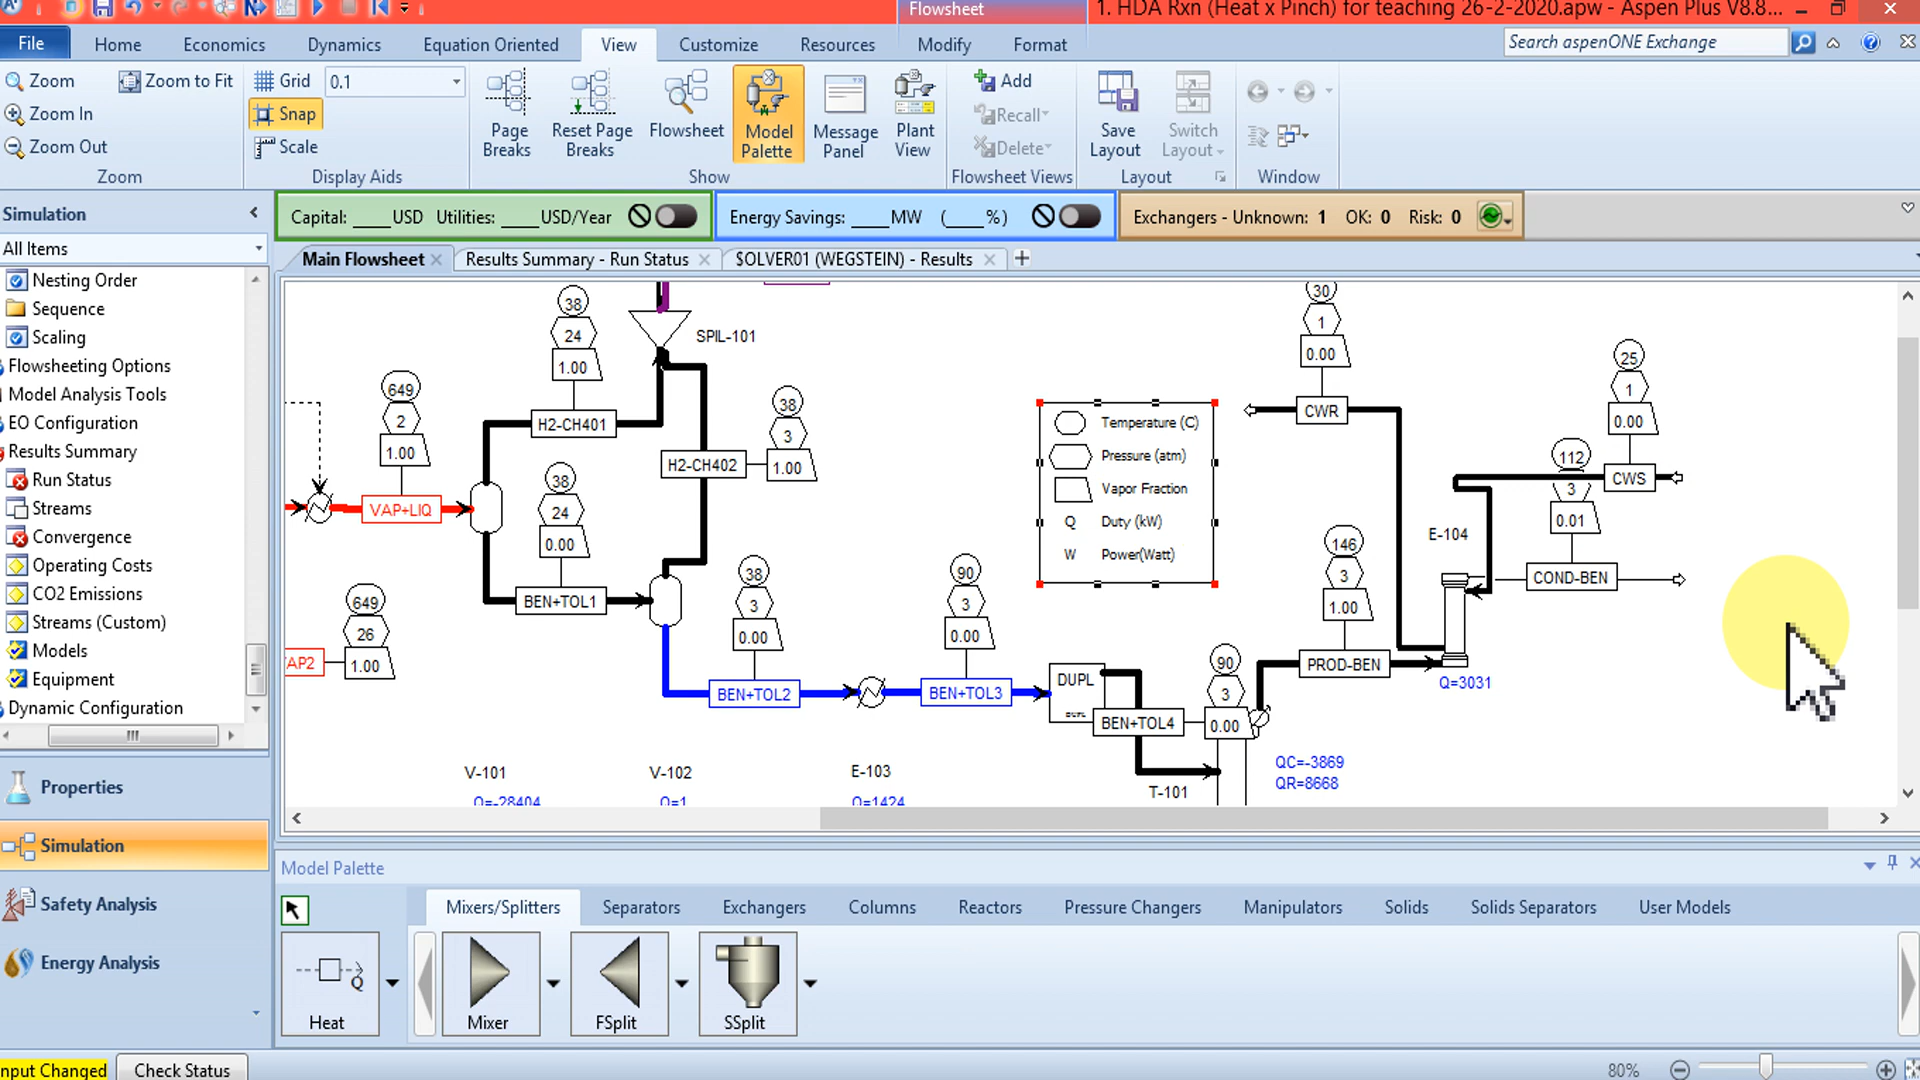 Flowsheet
1. HDA Rxn (Heat x Pinch) for teaching 26-2-2020.apw - Aspen Plus V8.8...
File
Home
Economics
Dynamics
Equation Oriented
View
Customize
Resources
Modify
Format
Search aspenONE Exchange
Zoom
Zoom to Fit
Grid
0.1
Zoom In
Snap
Zoom Out
Scale
Page Breaks
Reset Page Breaks
Flowsheet
Model Palette
Message Panel
Plant View
Add
Recall
Delete
Save Layout
Switch Layout
Zoom
Display Aids
Show
Flowsheet Views
Layout
Window
Simulation
All Items
Capital: ____USD Utilities: ____USD/Year
Energy Savings: ____MW (____%)
Exchangers - Unknown: 1 OK: 0 Risk: 0
Main Flowsheet
Results Summary - Run Status
$OLVER01 (WEGSTEIN) - Results
Nesting Order
Sequence
Scaling
Flowsheeting Options
Model Analysis Tools
EO Configuration
Results Summary
Run Status
Streams
Convergence
Operating Costs
CO2 Emissions
Streams (Custom)
Models
Equipment
Dynamic Configuration
Properties
Simulation
Safety Analysis
Energy Analysis
38
24
1.00
SPIL-101
649
2
1.00
H2-CH401
38
3
1.00
H2-CH402
VAP+LIQ
38
24
0.00
BEN+TOL1
649
26
1.00
AP2
38
3
0.00
BEN+TOL2
90
3
0.00
BEN+TOL3
Temperature (C)
Pressure (atm)
Vapor Fraction
Q Duty (kW)
W Power(Watt)
30
1
0.00
CWR
25
1
0.00
CWS
112
3
0.01
E-104
COND-BEN
146
3
1.00
PROD-BEN
Q=3031
DUPL
DUPL
BEN+TOL4
90
3
0.00
QC=-3869
QR=8668
T-101
V-101
Q=-28404
V-102
Q=1
E-103
Q=1424
Model Palette
Mixers/Splitters
Separators
Exchangers
Columns
Reactors
Pressure Changers
Manipulators
Solids
Solids Separators
User Models
Q
Heat
Mixer
FSplit
SSplit
nput Changed
Check Status
80%